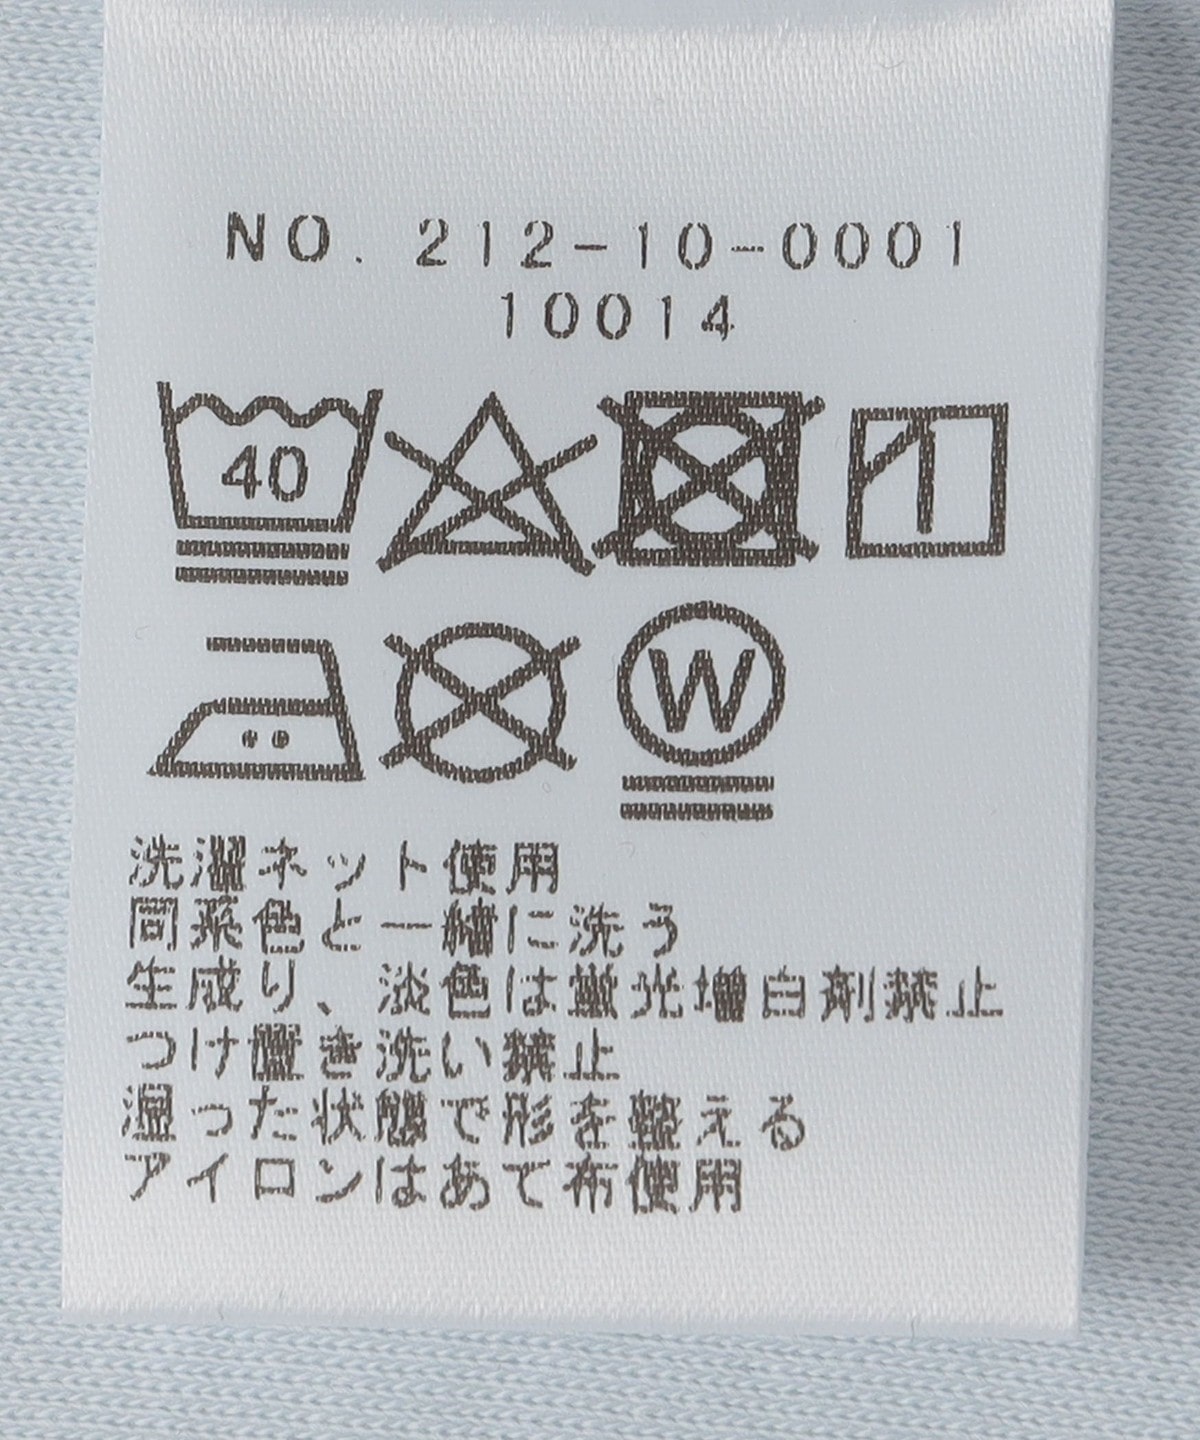 NO. 212-10-0001
10014
40
W
洗濯ネット使用
同系色と一緒に洗う
生成り、淡色は蛍光増白剤禁止
つけ置き洗い禁止
湿った状態で形を整える
アイロンはあて布使用